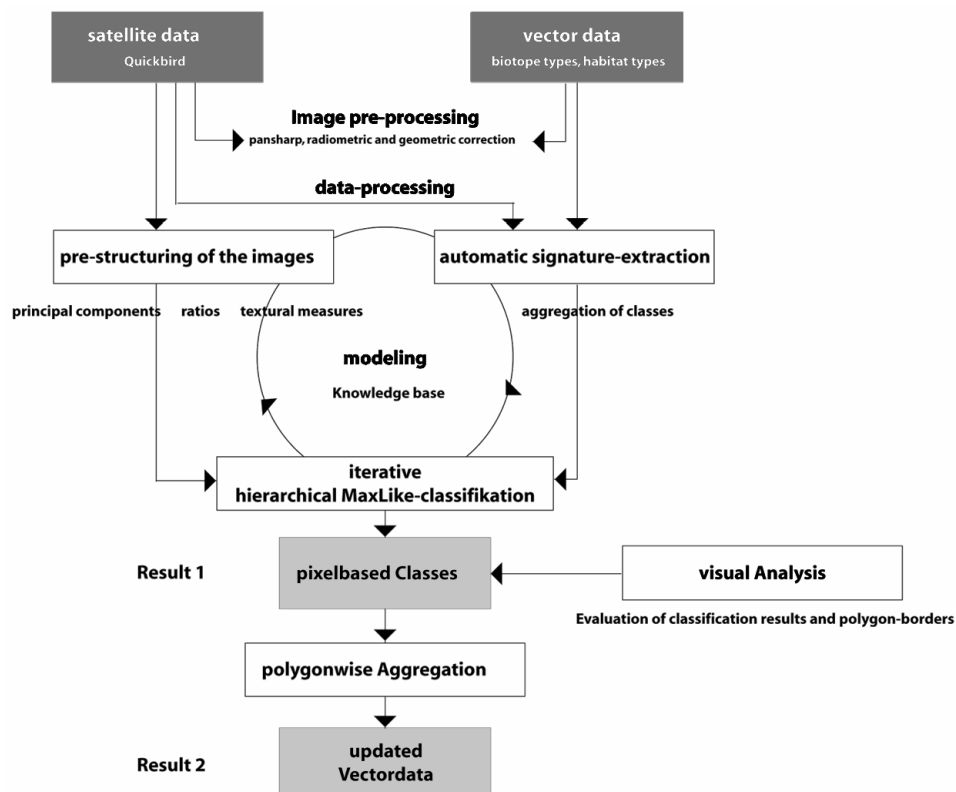 satellite data
Quickbird
vector data
biotope types, habitat types
Image pre-processing
pansharp, radiometric and geometric correction
data-processing
pre-structuring of the images
automatic signature-extraction
principal components ratios textural measures
aggregation of classes
modeling
Knowledge base
iterative
hierarchical MaxLike-classifikation
Result 1
pixelbased Classes
visual Analysis
Evaluation of classification results and polygon-borders
polygonwise Aggregation
Result 2
updated
Vectordata